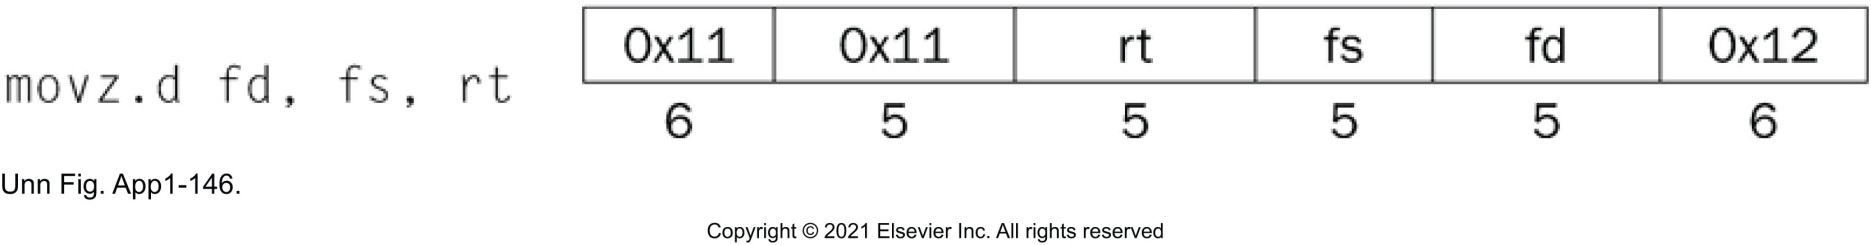 movz.d fd, fs, rt
0x11 0x11 rt fs fd 0x12
6 5 5 5 5 6
Unn Fig. App1-146.
Copyright © 2021 Elsevier Inc. All rights reserved